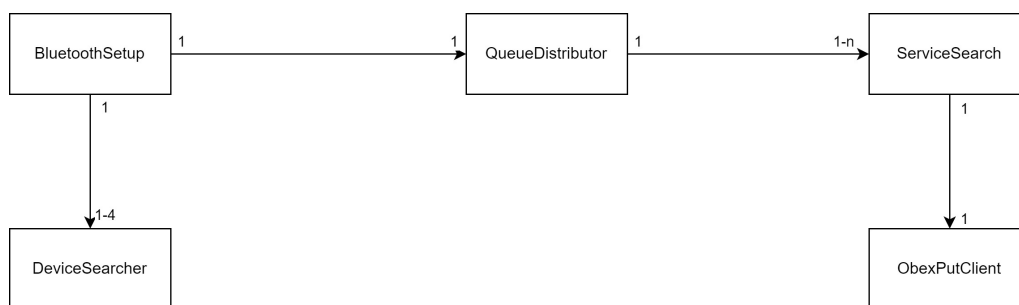 BluetoothSetup
1
1
QueueDistributor
1
1-n
ServiceSearch
1
1
1-4
1
DeviceSearcher
ObexPutClient